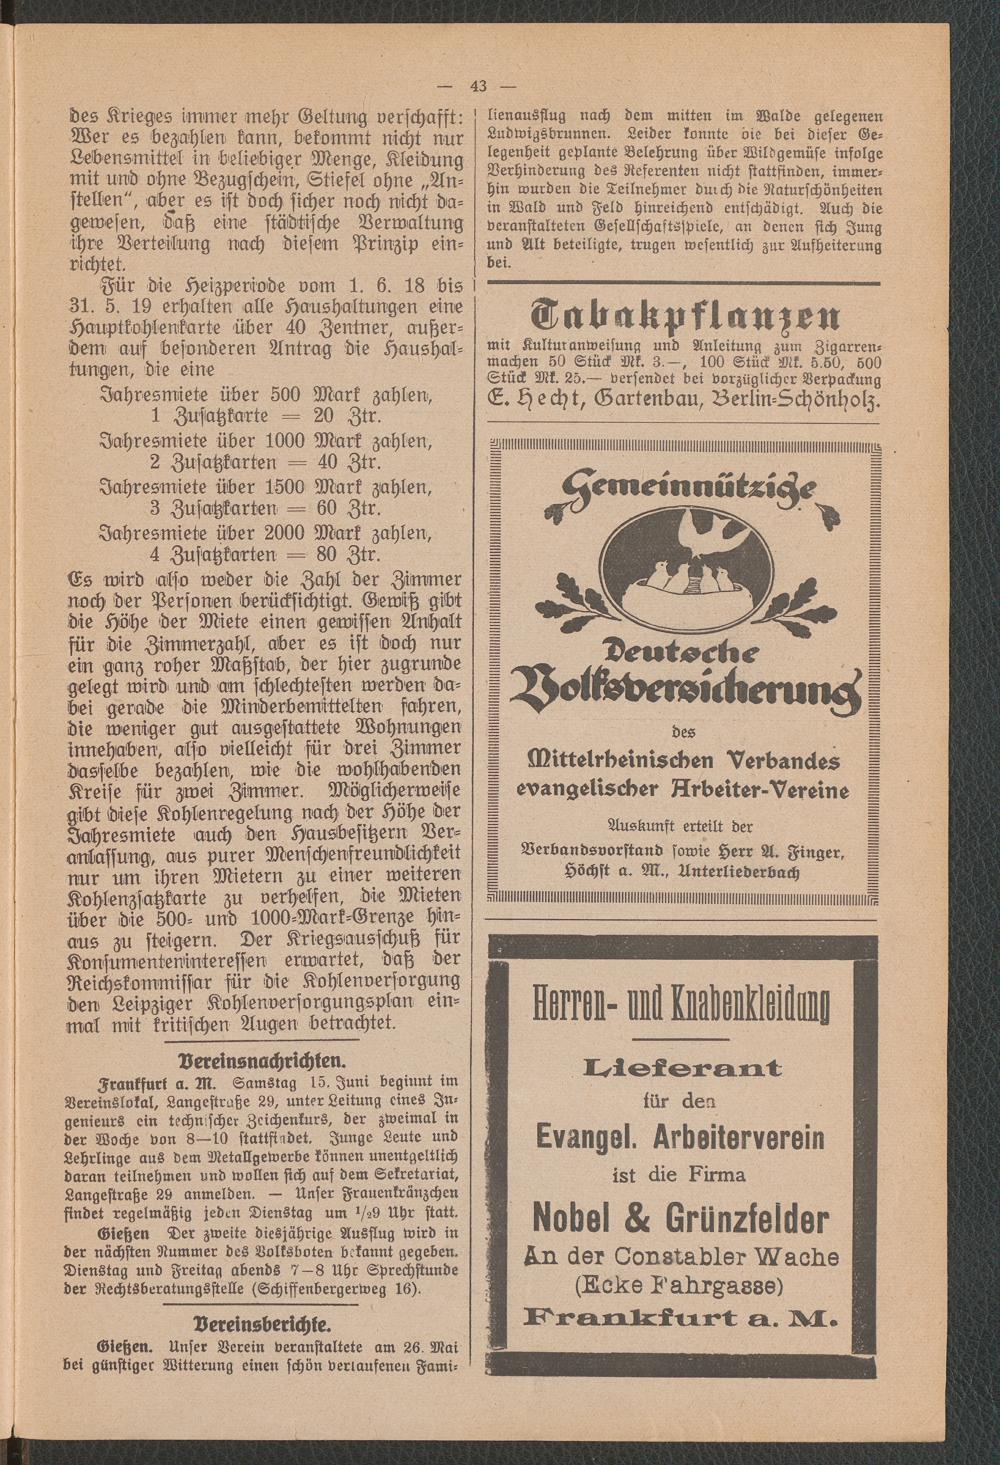 — 43 —
des Krieges immer mehr Geltung verschafft:
Wer es bezahlen kann, bekommt nicht nur
Lebensmittel in beliebiger Menge, Kleidung
mit und ohne Bezugschein, Stiefel ohne „An-
stellen“, aber es ist doch sicher noch nicht da-
gewesen, daß eine städtische Verwaltung
ihre Verteilung nach diesem Prinzip ein-
richtet.
Für die Heizperiode vom 1. 6. 18 bis
31. 5. 19 erhalten alle Haushaltungen eine
Hauptkohlenkarte über 40 Zentner, außer-
dem auf besonderen Antrag die Haushal-
tungen, die eine
Jahresmiete über 500 Mark zahlen,
1 Zusatzkarte = 20 Ztr.
Jahresmiete über 1000 Mark zahlen,
2 Zusatzkarten = 40 Ztr.
Jahresmiete über 1500 Mark zahlen,
3 Zusatzkarten = 60 Ztr.
Jahresmiete über 2000 Mark zahlen,
4 Zusatzkarten = 80 Ztr.
Es wird also weder die Zahl der Zimmer
noch der Personen berücksichtigt. Gewiß gibt
die Höhe der Miete einen gewissen Anhalt
für die Zimmerzahl, aber es ist doch nur
ein ganz roher Maßstab, der hier zugrunde
gelegt wird und am schlechtesten werden da-
bei gerade die Minderbemittelten fahren,
die weniger gut ausgestattete Wohnungen
innehaben, also vielleicht für drei Zimmer
dasselbe bezahlen, wie die wohlhabenden
Kreise für zwei Zimmer. Möglicherweise
gibt diese Kohlenregelung nach der Höhe der
Jahresmiete auch den Hausbesitzern Ver-
anlassung, aus purer Menschenfreundlichkeit
nur um ihren Mietern zu einer weiteren
Kohlenzsatzkarte zu verhelfen, die Mieten
über die 500- und 1000-Mark-Grenze hin-
aus zu steigern. Der Kriegsausschuß für
Konsumenteninteressen erwartet, daß der
Reichskommissar für die Kohlenversorgung
den Leipziger Kohlenversorgungsplan ein-
mal mit kritischen Augen betrachtet.
Vereinsnachrichten.
Frankfurt a. M. Samstag 15. Juni beginnt im
Vereinslokal, Langestraße 29, unter Leitung eines In-
genieurs ein technischer Zeichenkurs, der zweimal in
der Woche von 8—10 stattfindet. Junge Leute und
Lehrlinge aus dem Metallgewerbe können unentgeltlich
daran teilnehmen und wollen sich auf dem Sekretariat,
Langestraße 29 anmelden. — Unser Frauenkränzchen
findet regelmäßig jeden Dienstag um 1/29 Uhr statt.
Gießen Der zweite diesjährige Ausflug wird in
der nächsten Nummer des Volksboten bekannt gegeben.
Dienstag und Freitag abends 7—8 Uhr Sprechstunde
der Rechtsberatungsstelle (Schiffenbergerweg 16).
Vereinsberichte.
Gießen. Unser Verein veranstaltete am 26. Mai
bei günstiger Witterung einen schön verlaufenen Fami-
lienausflug nach dem mitten im Walde gelegenen
Ludwigsbrunnen. Leider konnte die bei dieser Ge-
legenheit geplante Belehrung über Wildgemüse infolge
Verhinderung des Referenten nicht stattfinden, immer-
hin wurden die Teilnehmer durch die Naturschönheiten
in Wald und Feld hinreichend entschädigt. Auch die
veranstalteten Gesellschaftsspiele, an denen sich Jung
und Alt beteiligte, trugen wesentlich zur Aufheiterung
bei.
Tabakpflanzen
mit Kulturanweisung und Anleitung zum Zigarren-
machen 50 Stück Mk. 3.—, 100 Stück Mk. 5.50, 500
Stück Mk. 25.— versendet bei vorzüglicher Verpackung
E. Hecht, Gartenbau, Berlin-Schönholz.
Gemeinnützige
Deutsche
Volksversicherung
des
Mittelrheinischen Verbandes
evangelischer Arbeiter-Vereine
Auskunft erteilt der
Verbandsvorstand sowie Herr A. Finger,
Höchst a. M., Unterliederbach
Herren- und Knabenkleidung
Lieferant
für den
Evangel. Arbeiterverein
ist die Firma
Nobel & Grünzfelder
An der Constabler Wache
(Ecke Fahrgasse)
Frankfurt a. M.